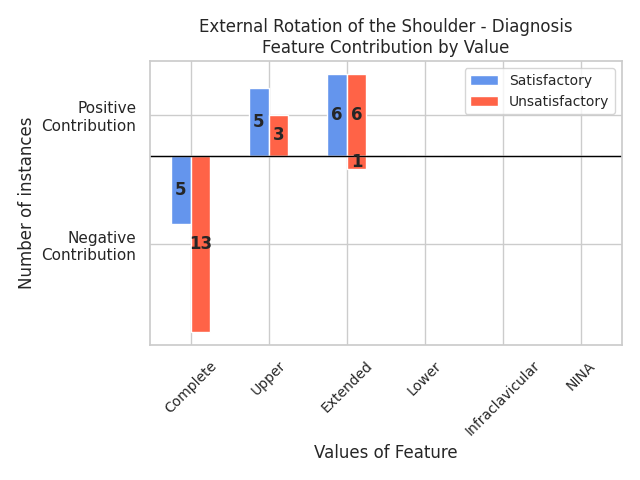 External Rotation of the Shoulder - Diagnosis
Feature Contribution by Value
Satisfactory
Unsatisfactory
Positive
Contribution
Negative
Contribution
Number of instances
5
13
5
3
6
6
1
Complete
Upper
Extended
Lower
Infraclavicular
NINA
Values of Feature